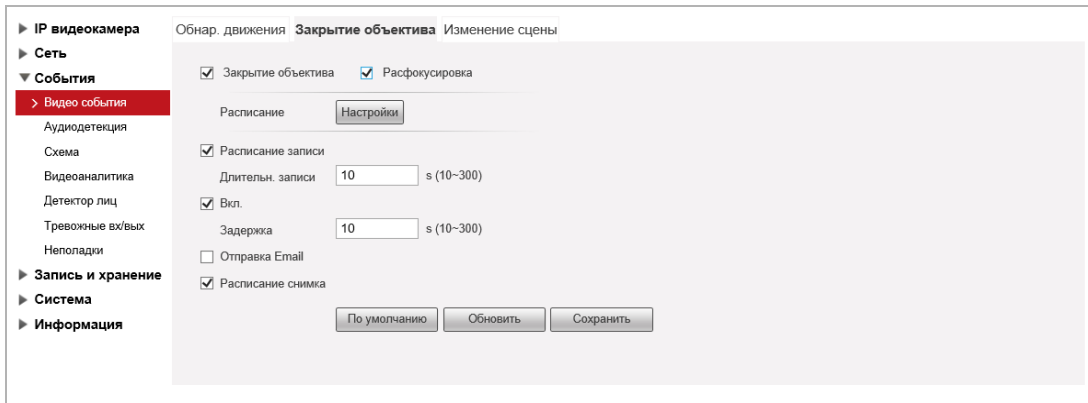 IP видеокамера
Сеть
События
Видео события
Аудиодетекция
Схема
Видеоаналитика
Детектор лиц
Тревожные вх/вых
Неполадки
Запись и хранение
Система
Информация
Обнар. движения Закрытие объектива Изменение сцены
Закрытие объектива Расфокусировка
Расписание Настройки
Расписание записи
Длительн. записи 10 s (10~300)
Вкл.
Задержка 10 s (10~300)
Отправка Email
Расписание снимка
По умолчанию Обновить Сохранить